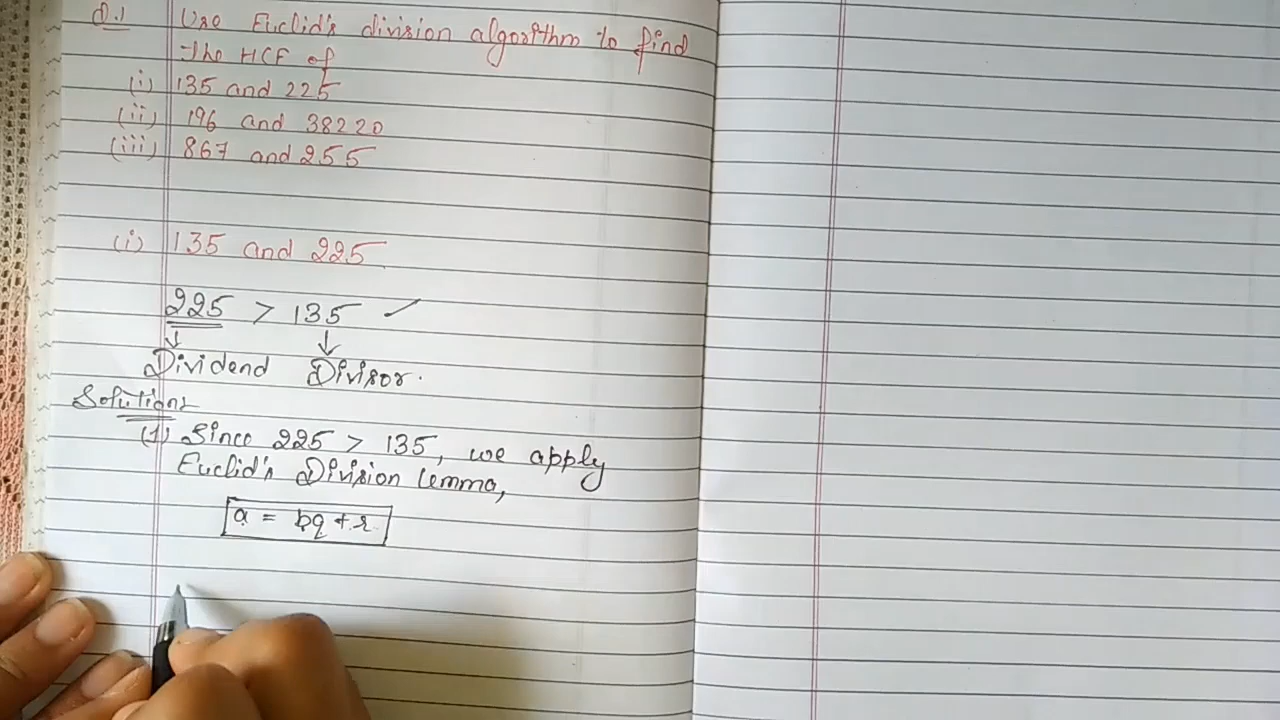 Q.1 Use Euclid's division algorithm to find
the HCF of
(i) 135 and 225
(ii) 196 and 38220
(iii) 867 and 255
(i) 135 and 225
225 > 135 ✓
↓ ↓
Dividend Divisor.
Solutions
(1) Since 225 > 135, we apply
Euclid's Division lemma,
a = bq + r